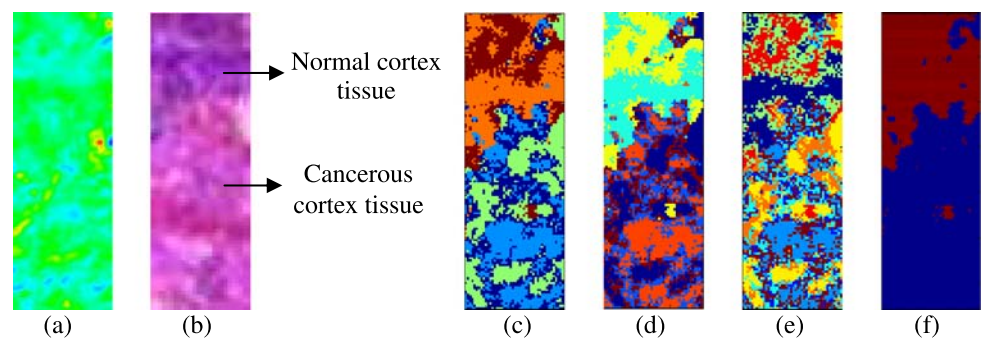 Normal cortex
tissue
Cancerous
cortex tissue
(a) (b) (c) (d) (e) (f)